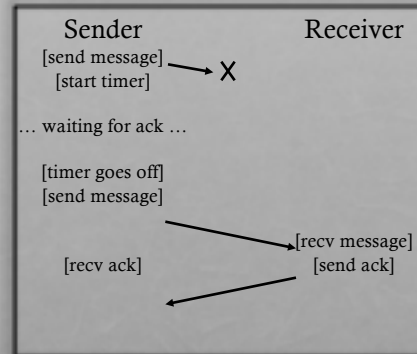 Sender Receiver
[send message]
[start timer]
X
… waiting for ack …
[timer goes off]
[send message]
[recv message]
[recv ack] [send ack]